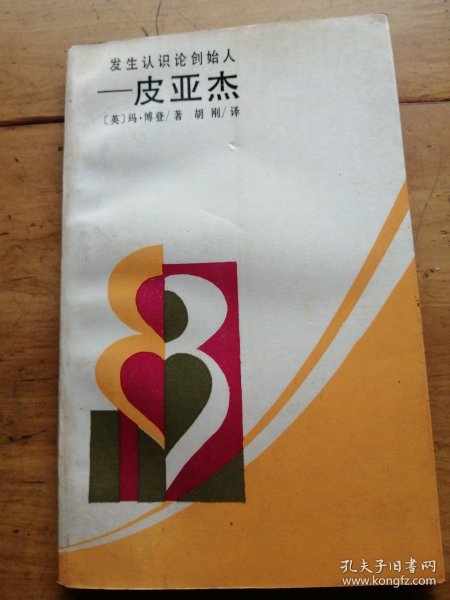 发生认识论创始人
—皮亚杰
〔英〕玛·博登/著 胡刚/译
孔夫子旧书网
www.kongfz.com